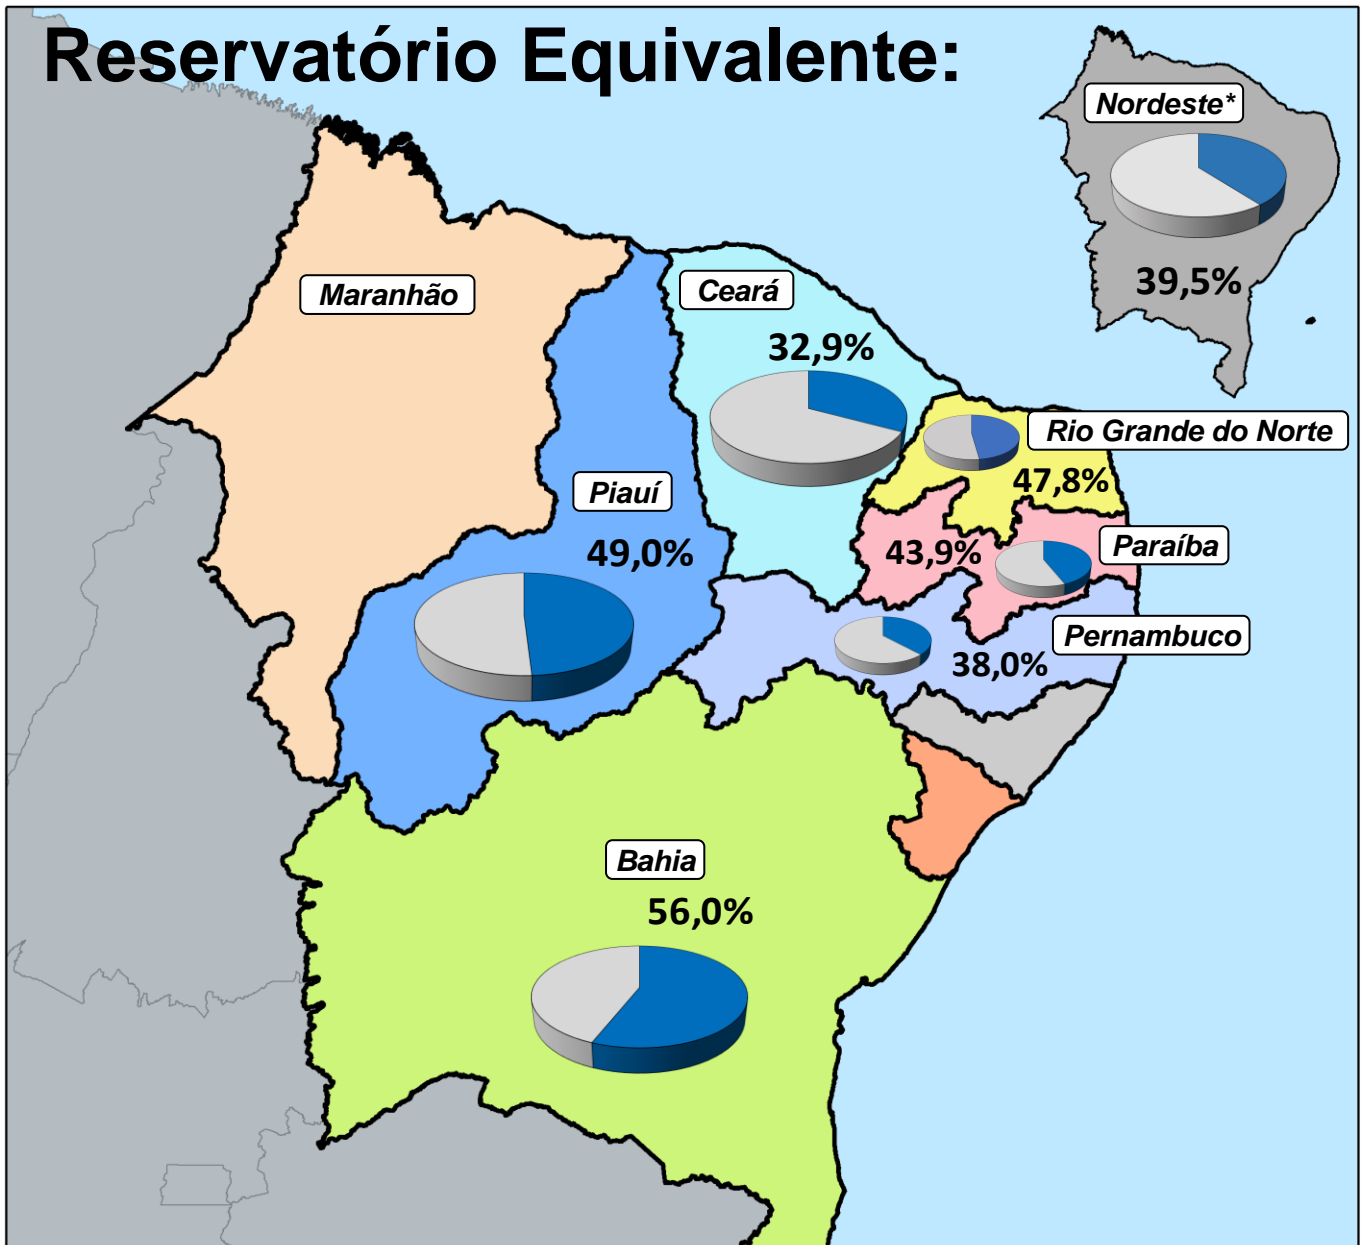 Reservatório Equivalente:
Nordeste*
39,5%
Maranhão
Ceará
32,9%
Rio Grande do Norte
47,8%
Piauí
49,0%
Paraíba
43,9%
Pernambuco
38,0%
Bahia
56,0%